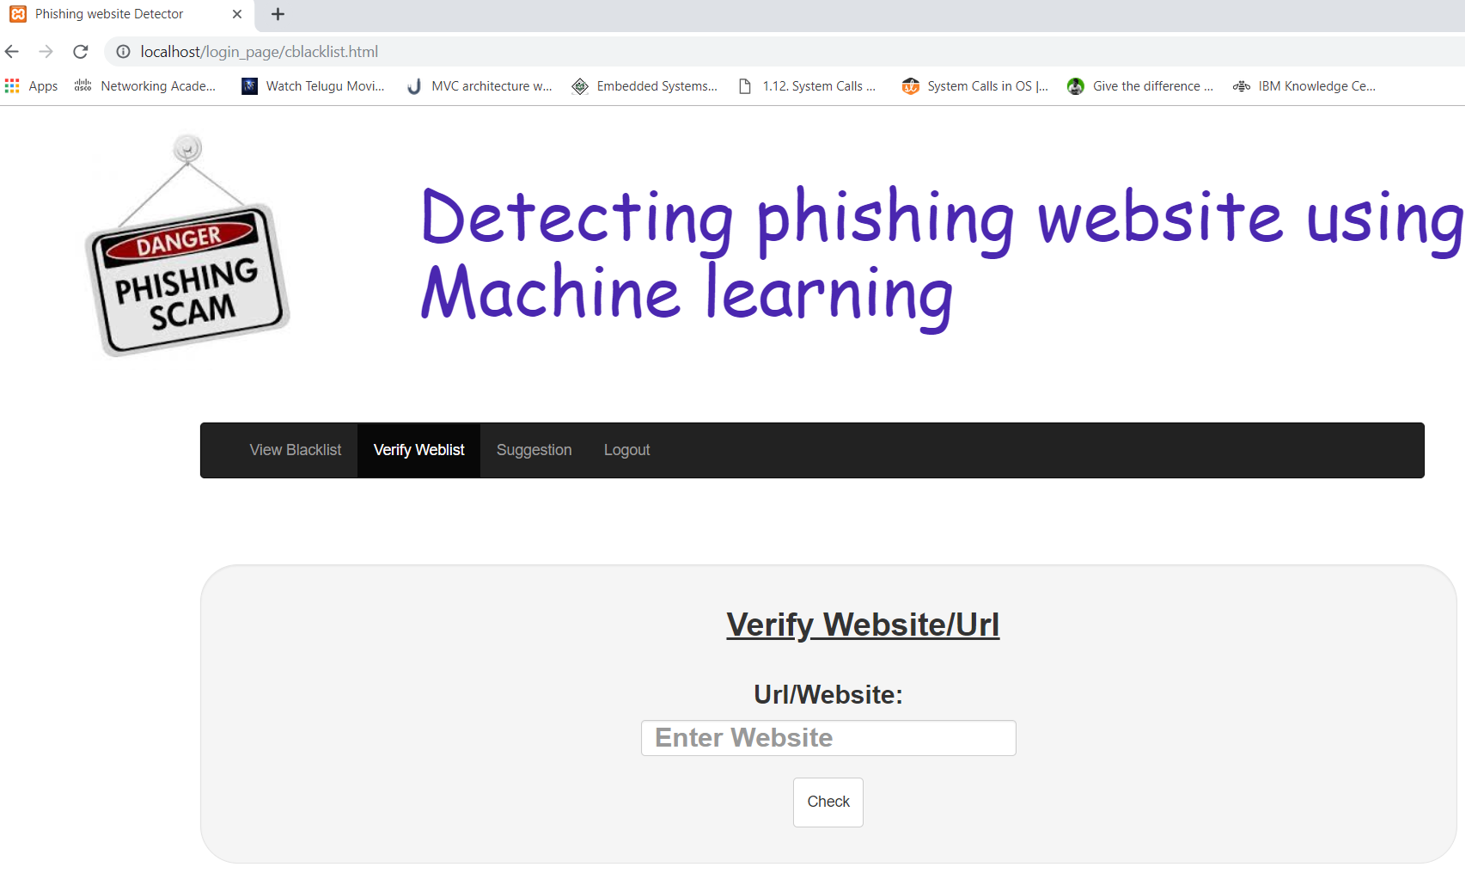 Phishing website Detector
localhost/login_page/cblacklist.html
Apps Networking Acade... Watch Telugu Movi... MVC architecture w... Embedded Systems... 1.12. System Calls ... System Calls in OS |... Give the difference ... IBM Knowledge Ce...
DANGER
PHISHING
SCAM
Detecting phishing website using
Machine learning
View Blacklist Verify Weblist Suggestion Logout
Verify Website/Url
Url/Website:
Enter Website
Check